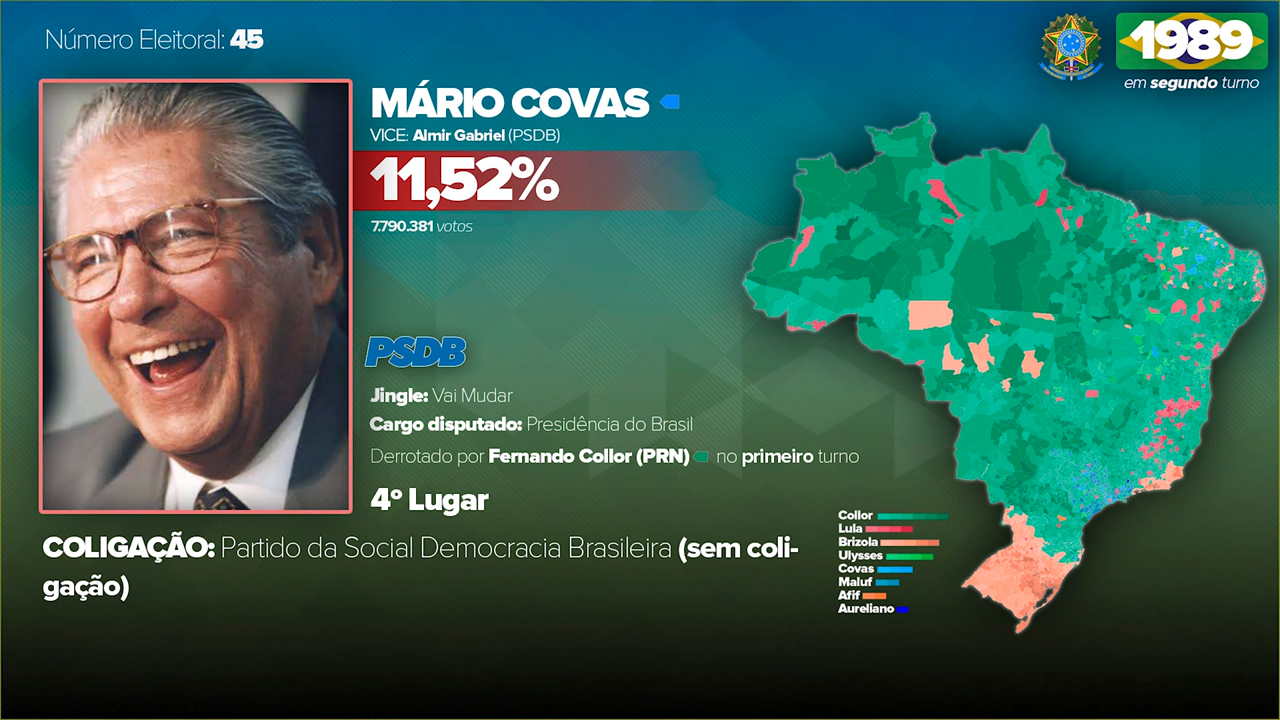 Número Eleitoral: 45
1989
em segundo turno
MÁRIO COVAS
VICE: Almir Gabriel (PSDB)
11,52%
7.790.381 votos
PSDB
Jingle: Vai Mudar
Cargo disputado: Presidência do Brasil
Derrotado por Fernando Collor (PRN) no primeiro turno
4º Lugar
COLIGAÇÃO: Partido da Social Democracia Brasileira (sem coli-
gação)
Collor
Lula
Brizola
Ulysses
Covas
Maluf
Afif
Aureliano